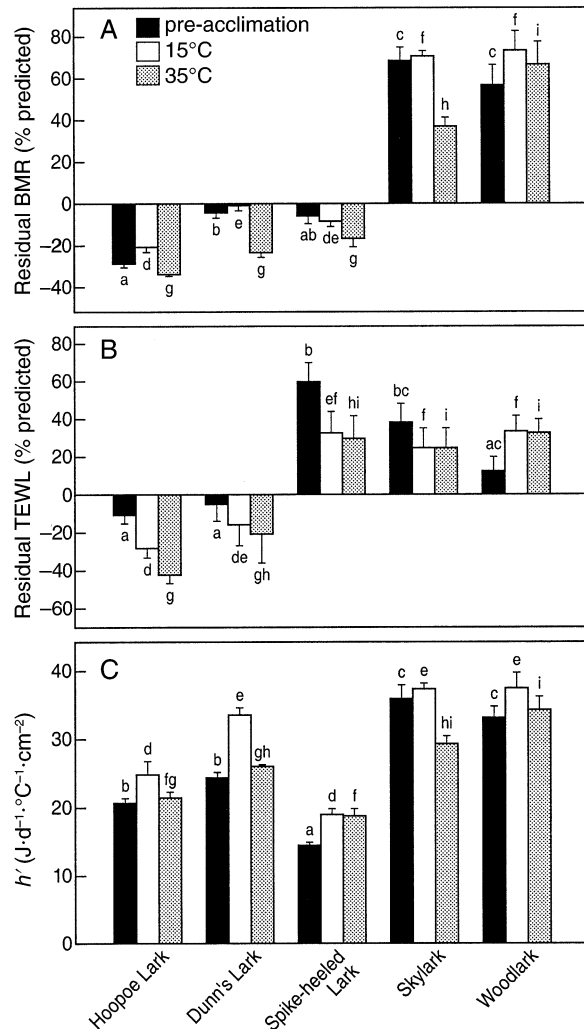 A
pre-acclimation
15°C
35°C
Residual BMR (% predicted)
80
60
40
20
0
−20
−40
a
d
g
b
e
g
ab
de
g
c
f
h
c
f
i
B
Residual TEWL (% predicted)
80
60
40
20
0
−20
−40
−60
a
d
g
a
de
gh
b
ef
hi
bc
f
i
ac
f
i
C
h′ (J·d⁻¹·°C⁻¹·cm⁻²)
40
30
20
10
0
b
d
fg
b
e
gh
a
d
f
c
e
hi
c
e
i
Hoopoe Lark
Dunn's Lark
Spike-heeled
Lark
Skylark
Woodlark